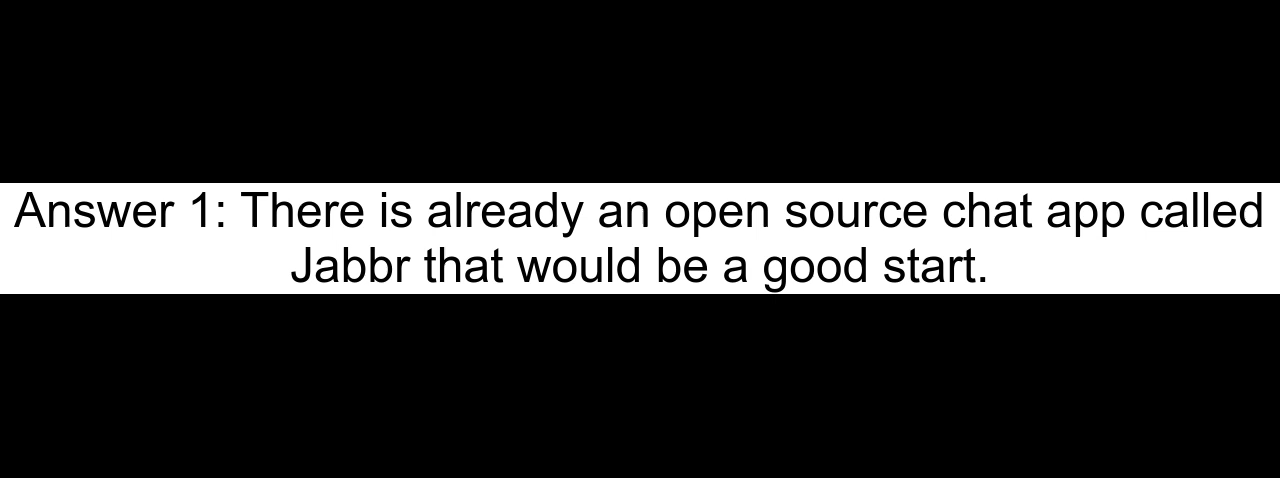 Answer 1: There is already an open source chat app called
Jabbr that would be a good start.